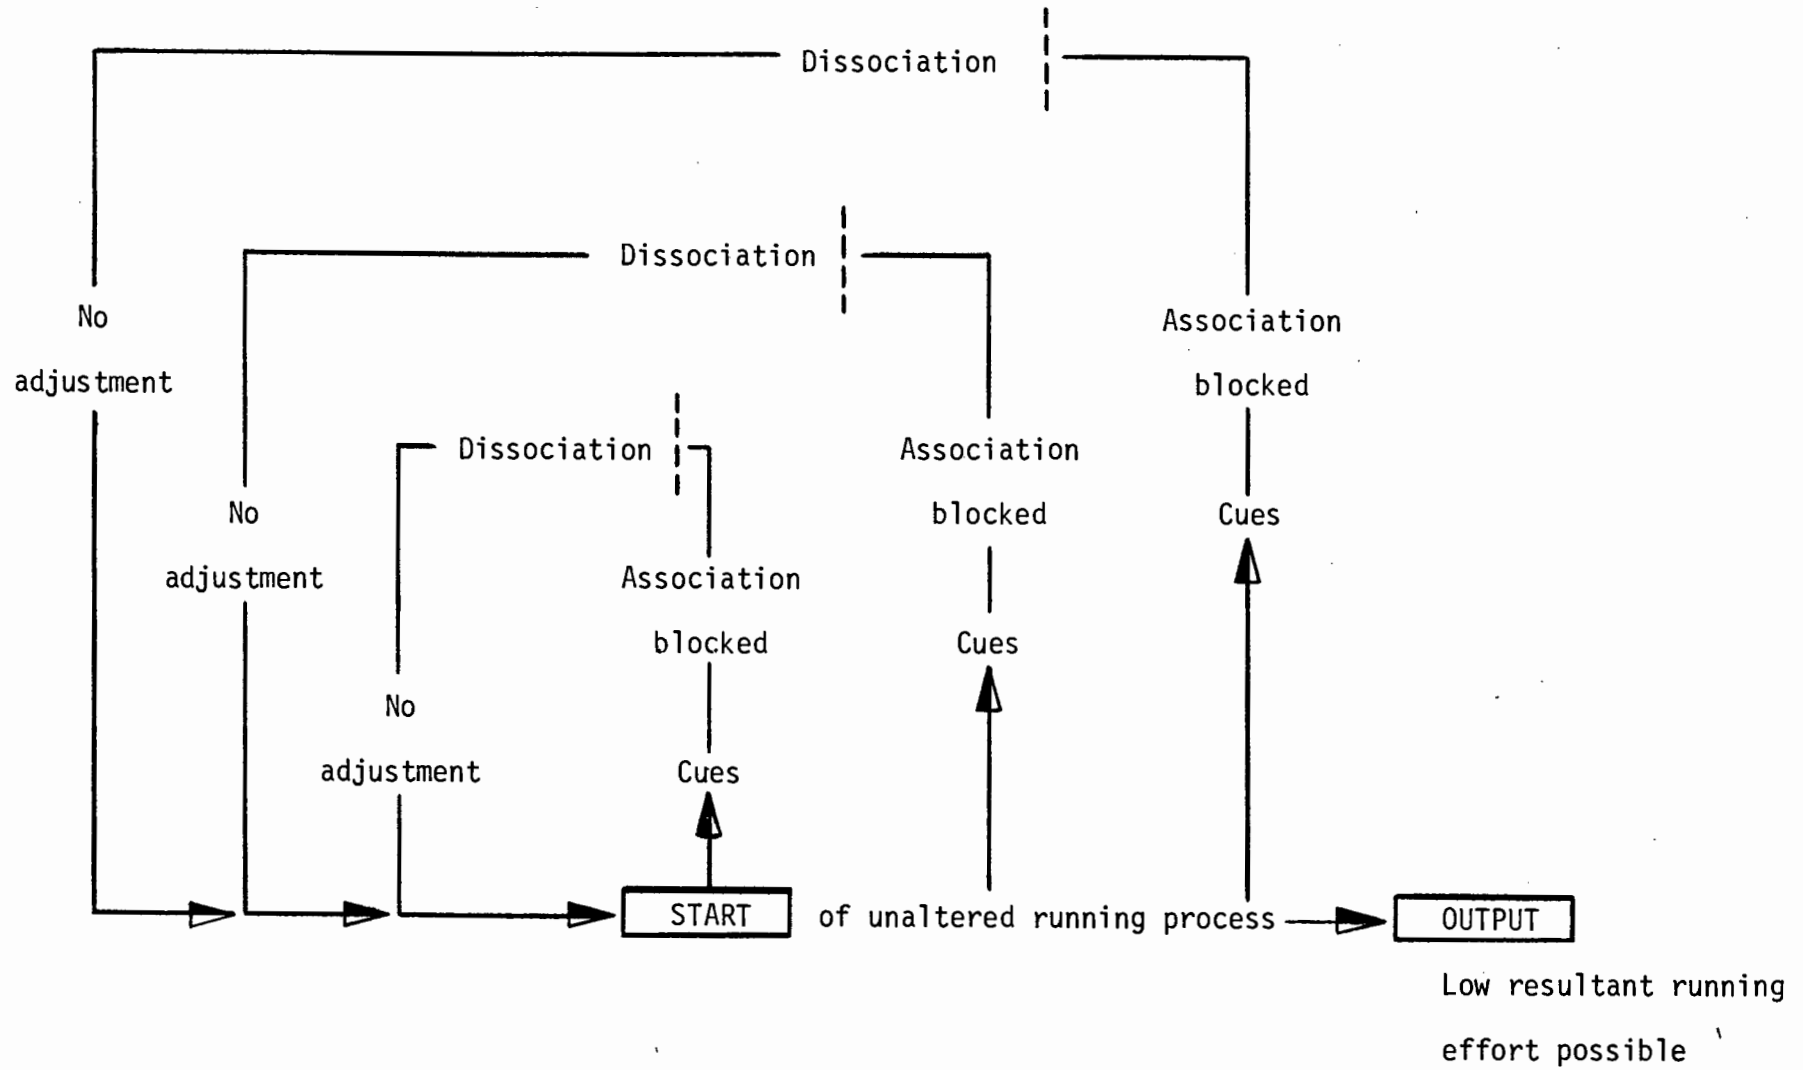 Dissociation
Dissociation
No
adjustment
Association
blocked
Dissociation
Association
blocked
No
adjustment
Cues
Association
blocked
Cues
No
adjustment
Cues
START of unaltered running process OUTPUT
Low resultant running
effort possible